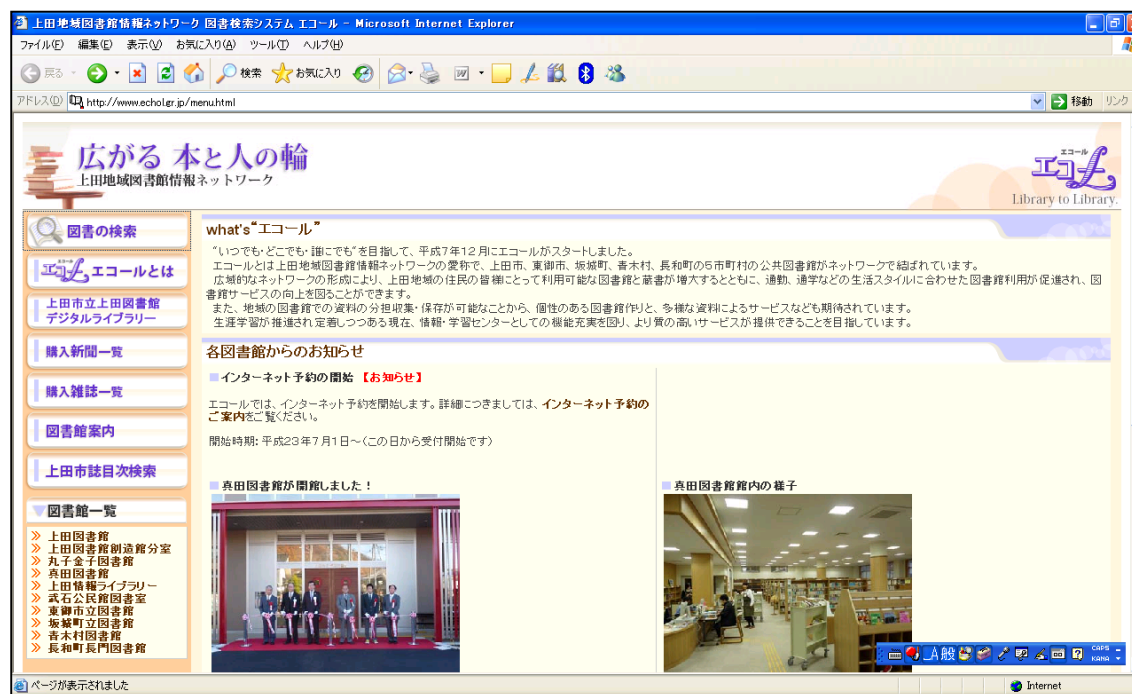 上田地域図書館情報ネットワーク 図書検索システム エコール - Microsoft Internet Explorer
ファイル(F) 編集(E) 表示(V) お気に入り(A) ツール(T) ヘルプ(H)
戻る 検索 お気に入り
アドレス(D) http://www.echol.gr.jp/menu.html 移動 リンク
広がる 本と人の輪
上田地域図書館情報ネットワーク
エコール
エコール
Library to Library.
図書の検索
エコール
エコール エコールとは
上田市立上田図書館
デジタルライブラリー
購入新聞一覧
購入雑誌一覧
図書館案内
上田市誌目次検索
図書館一覧
上田図書館
上田図書館創造館分室
丸子金子図書館
真田図書館
上田情報ライブラリー
武石公民館図書室
東御市立図書館
坂城町立図書館
青木村図書館
長和町長門図書館
what's“エコール”
“いつでも・どこでも・誰にでも”を目指して、平成7年12月にエコールがスタートしました。
エコールとは上田地域図書館情報ネットワークの愛称で、上田市、東御市、坂城町、青木村、長和町の5市町村の公共図書館がネットワークで結ばれています。
広域的なネットワークの形成により、上田地域の住民の皆様にとって利用可能な図書館と蔵書が増大するとともに、通勤、通学などの生活スタイルに合わせた図書館利用が促進され、図
書館サービスの向上を図ることができます。
また、地域の図書館での資料の分担収集・保存が可能なことから、個性のある図書館作りと、多様な資料によるサービスなども期待されています。
生涯学習が推進され定着しつつある現在、情報・学習センターとしての機能充実を図り、より質の高いサービスが提供できることを目指しています。
各図書館からのお知らせ
インターネット予約の開始 【お知らせ】
エコールでは、インターネット予約を開始します。詳細につきましては、インターネット予約の
ご案内をご覧ください。
開始時期: 平成23年7月1日~(この日から受付開始です)
真田図書館が開館しました!
真田図書館館内の様子
A 般 CAPS
KANA
ページが表示されました
Internet